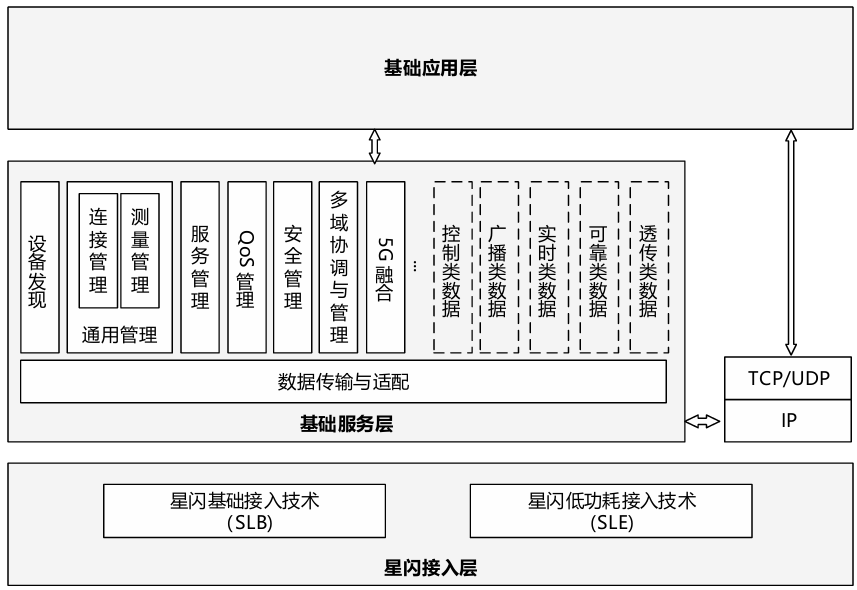 基础应用层
设备发现
连接管理
测量管理
通用管理
服务管理
QoS 管理
安全管理
多域协调与管理
5G 融合
...
控制类数据
广播类数据
实时类数据
可靠类数据
透传类数据
数据传输与适配
基础服务层
TCP/UDP
IP
星闪基础接入技术
(SLB)
星闪低功耗接入技术
(SLE)
星闪接入层